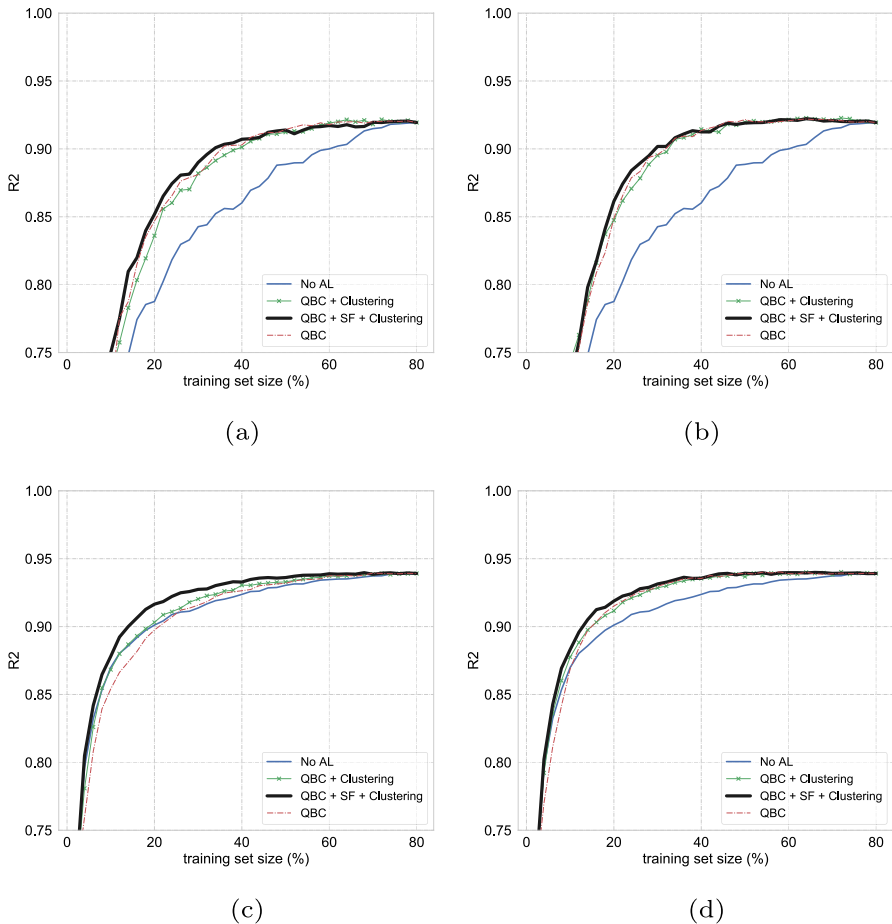 1.00
0.95
0.90
0.85
0.80
0.75
R2
0 20 40 60 80
training set size (%)
No AL
QBC + Clustering
QBC + SF + Clustering
QBC
(a)
1.00
0.95
0.90
0.85
0.80
0.75
R2
0 20 40 60 80
training set size (%)
No AL
QBC + Clustering
QBC + SF + Clustering
QBC
(b)
1.00
0.95
0.90
0.85
0.80
0.75
R2
0 20 40 60 80
training set size (%)
No AL
QBC + Clustering
QBC + SF + Clustering
QBC
(c)
1.00
0.95
0.90
0.85
0.80
0.75
R2
0 20 40 60 80
training set size (%)
No AL
QBC + Clustering
QBC + SF + Clustering
QBC
(d)